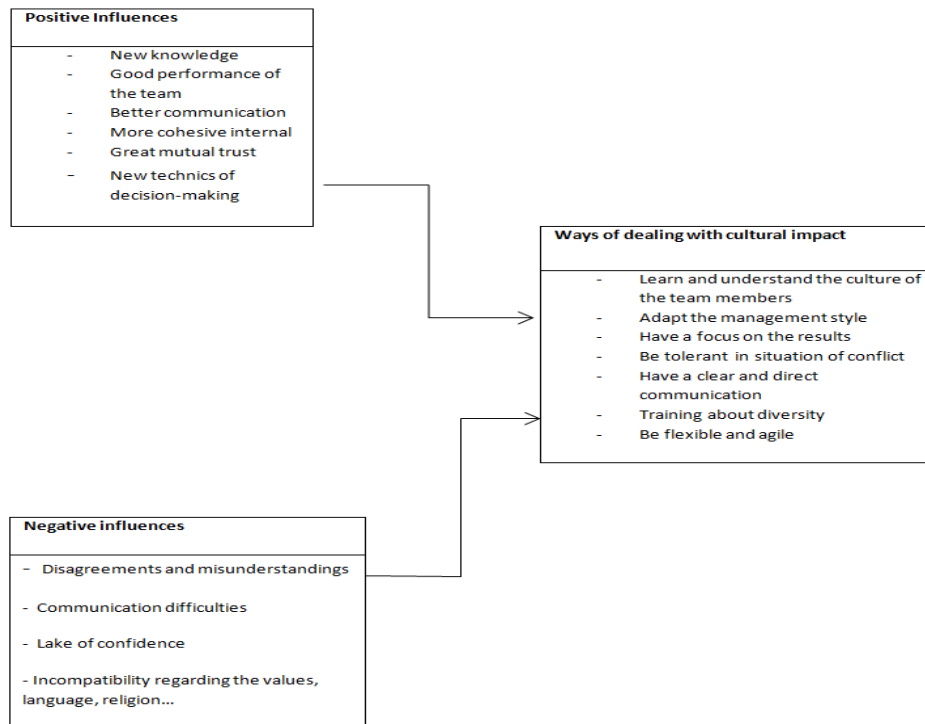 Positive Influences
- New knowledge
- Good performance of
the team
- Better communication
- More cohesive internal
- Great mutual trust
- New technics of
decision-making
Ways of dealing with cultural impact
- Learn and understand the culture of
the team members
- Adapt the management style
- Have a focus on the results
- Be tolerant in situation of conflict
- Have a clear and direct
communication
- Training about diversity
- Be flexible and agile
Negative influences
- Disagreements and misunderstandings
- Communication difficulties
- Lake of confidence
- Incompatibility regarding the values,
language, religion...